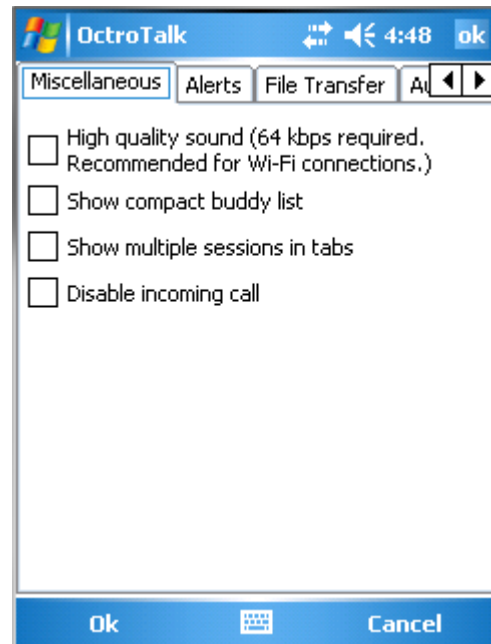 OctroTalk 4:48 ok
Miscellaneous Alerts File Transfer
High quality sound (64 kbps required.
Recommended for Wi-Fi connections.)
Show compact buddy list
Show multiple sessions in tabs
Disable incoming call
Ok Cancel